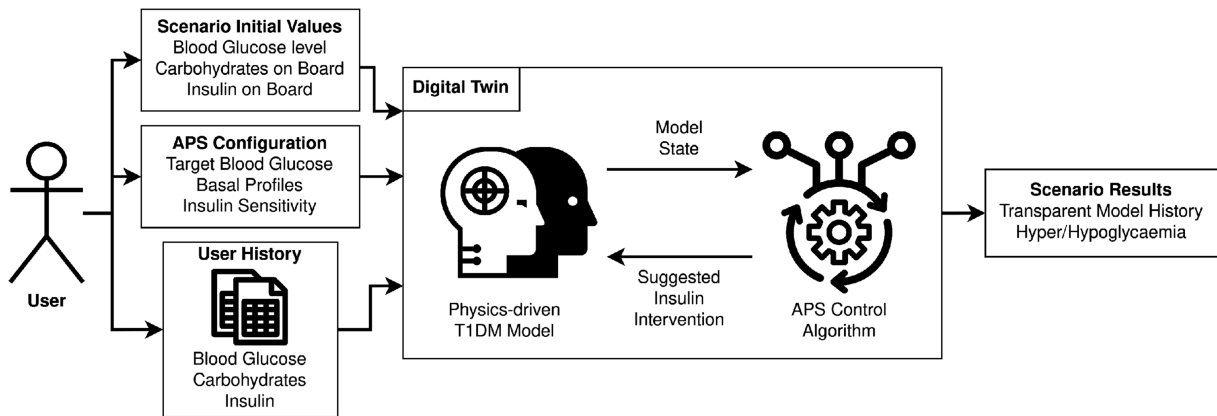 Scenario Initial Values
Blood Glucose level
Carbohydrates on Board
Insulin on Board
APS Configuration
Target Blood Glucose
Basal Profiles
Insulin Sensitivity
User History
Blood Glucose
Carbohydrates
Insulin
User
Digital Twin
Model
State
Suggested
Insulin
Intervention
Physics-driven
T1DM Model
APS Control
Algorithm
Scenario Results
Transparent Model History
Hyper/Hypoglycaemia